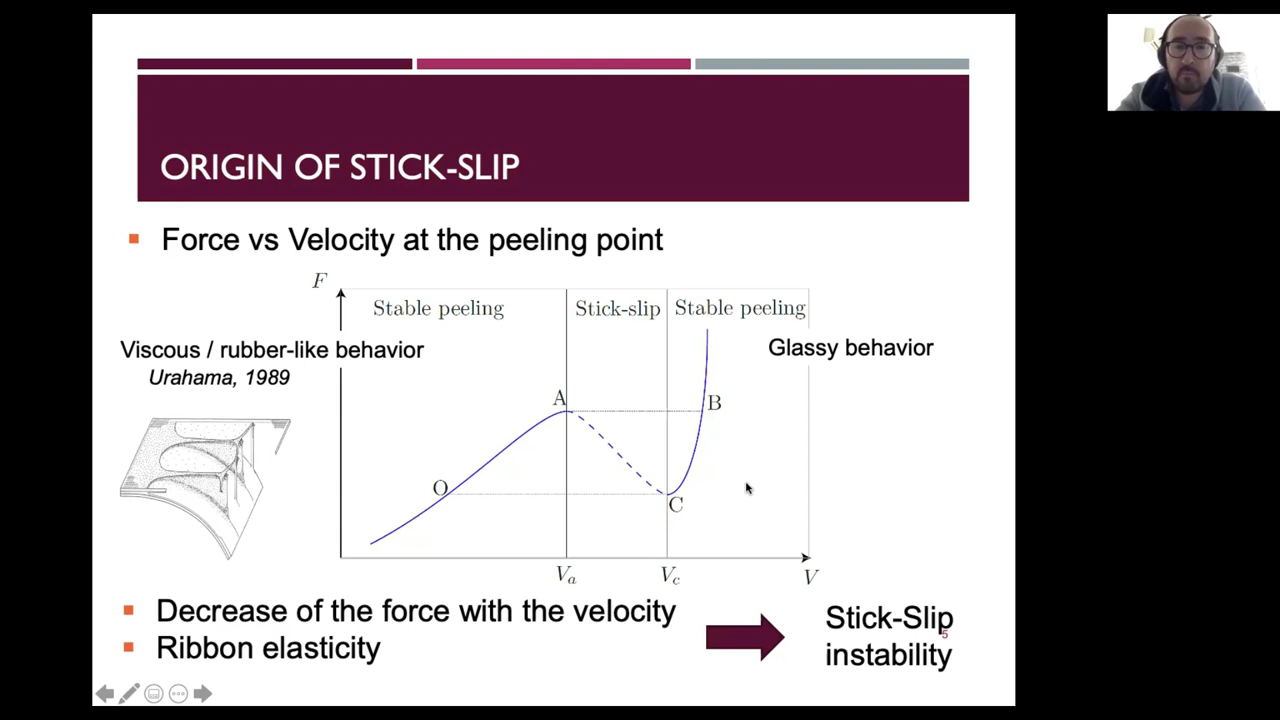 ORIGIN OF STICK-SLIP
Force vs Velocity at the peeling point
F
Stable peeling
Stick-slip
Stable peeling
Viscous / rubber-like behavior
Urahama, 1989
Glassy behavior
A
B
O
C
Va
Vc
V
Decrease of the force with the velocity
Ribbon elasticity
Stick-Slip
5
instability